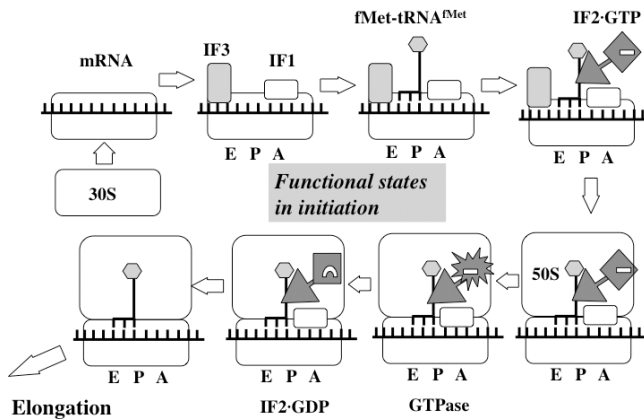 fMet-tRNAfMet
IF2·GTP
IF3
IF1
mRNA
E P A
E P A
E P A
30S
Functional states
in initiation
50S
E P A
E P A
E P A
E P A
Elongation
IF2·GDP
GTPase